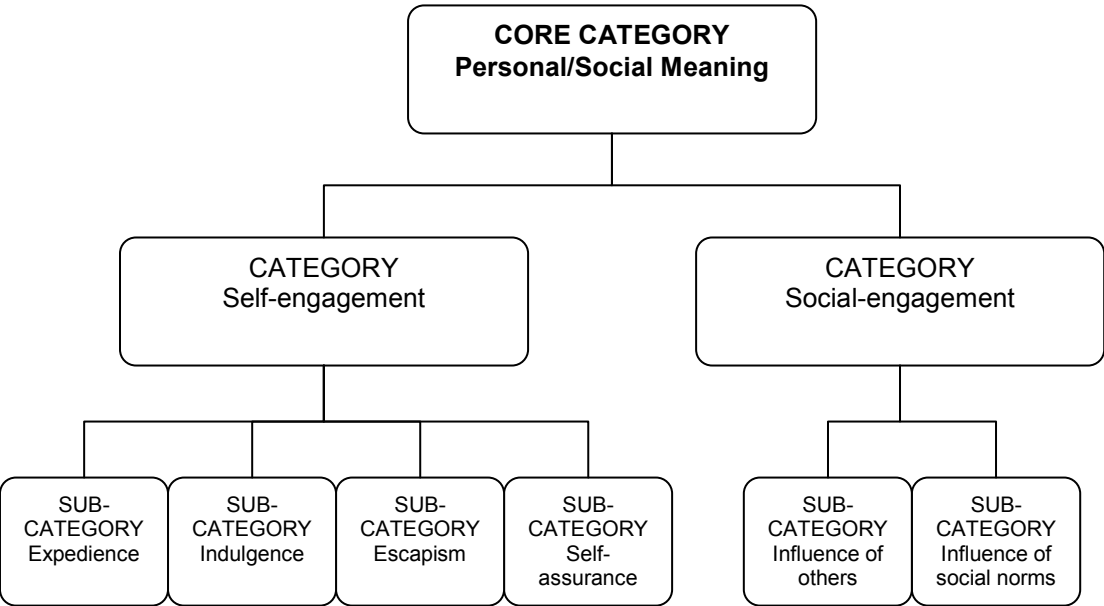 CORE CATEGORY
Personal/Social Meaning
CATEGORY
Self-engagement
CATEGORY
Social-engagement
SUB-
CATEGORY
Expedience
SUB-
CATEGORY
Indulgence
SUB-
CATEGORY
Escapism
SUB-
CATEGORY
Self-
assurance
SUB-
CATEGORY
Influence of
others
SUB-
CATEGORY
Influence of
social norms